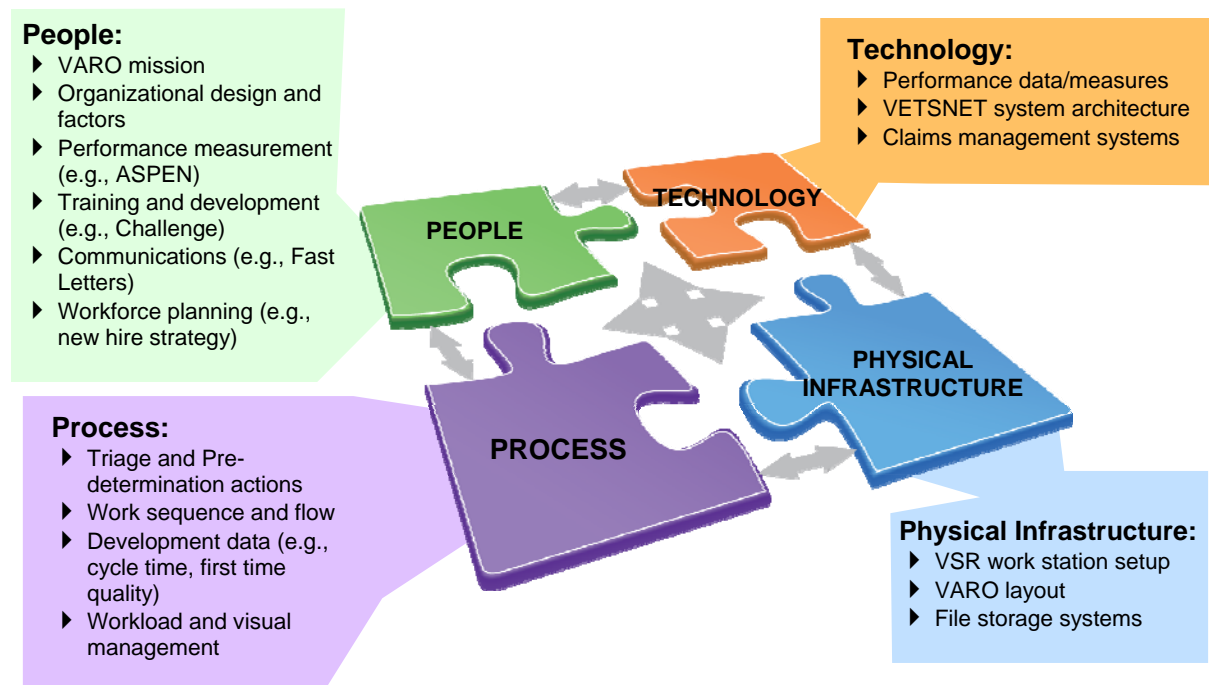 People:
VARO mission
Organizational design and
factors
Performance measurement
(e.g., ASPEN)
Training and development
(e.g., Challenge)
Communications (e.g., Fast
Letters)
Workforce planning (e.g.,
new hire strategy)
Technology:
Performance data/measures
VETSNET system architecture
Claims management systems
PEOPLE
TECHNOLOGY
PROCESS
PHYSICAL
INFRASTRUCTURE
Process:
Triage and Pre-
determination actions
Work sequence and flow
Development data (e.g.,
cycle time, first time
quality)
Workload and visual
management
Physical Infrastructure:
VSR work station setup
VARO layout
File storage systems